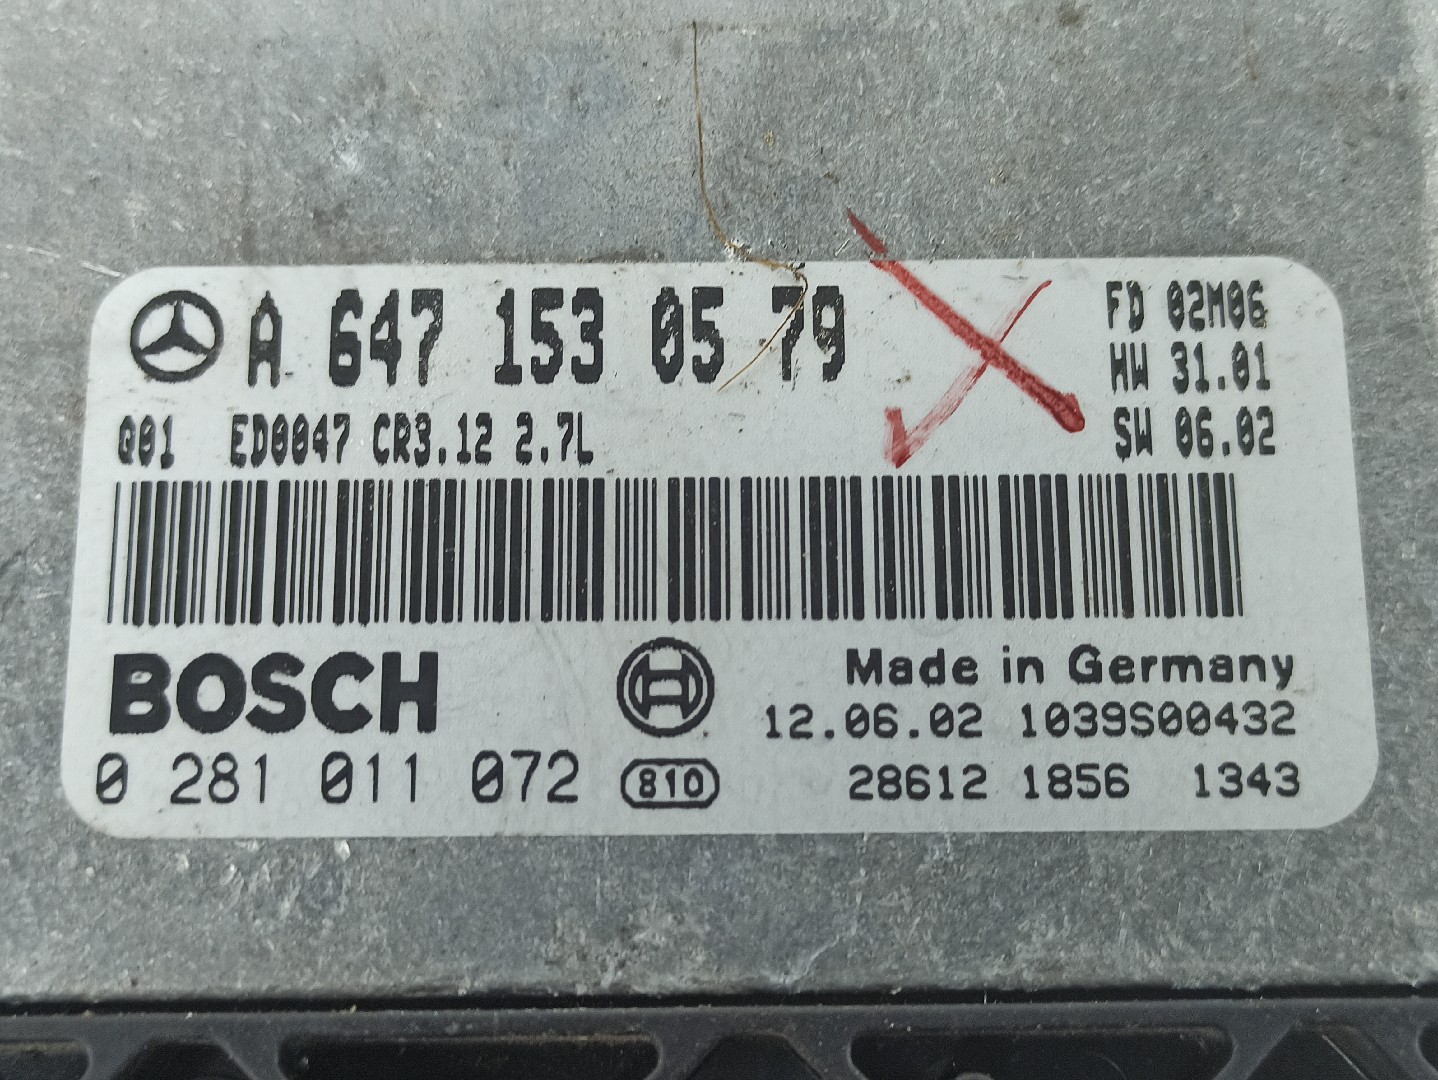 A 647 153 05 79
FD 02M06
HW 31.01
SW 06.02
Q01 ED0047 CR3.12 2.7L
BOSCH
Made in Germany
12.06.02 1039S00432
0 281 011 072
810
28612 1856 1343